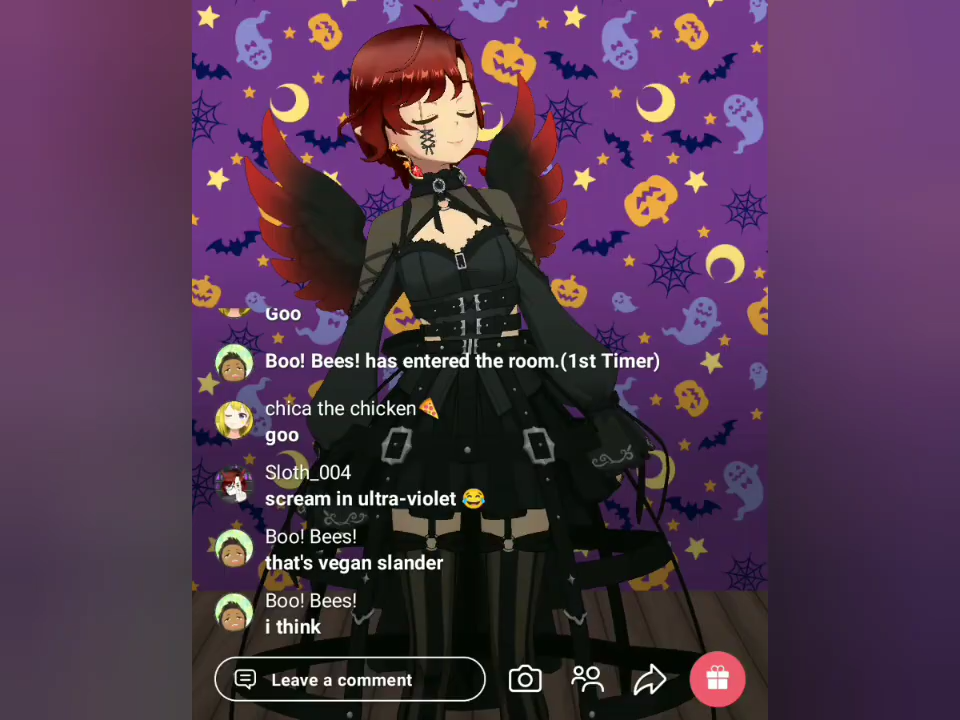 Goo
Boo! Bees! has entered the room.(1st Timer)
chica the chicken🍕
goo
Sloth_004
scream in ultra-violet 😂
Boo! Bees!
that's vegan slander
Boo! Bees!
i think
Leave a comment